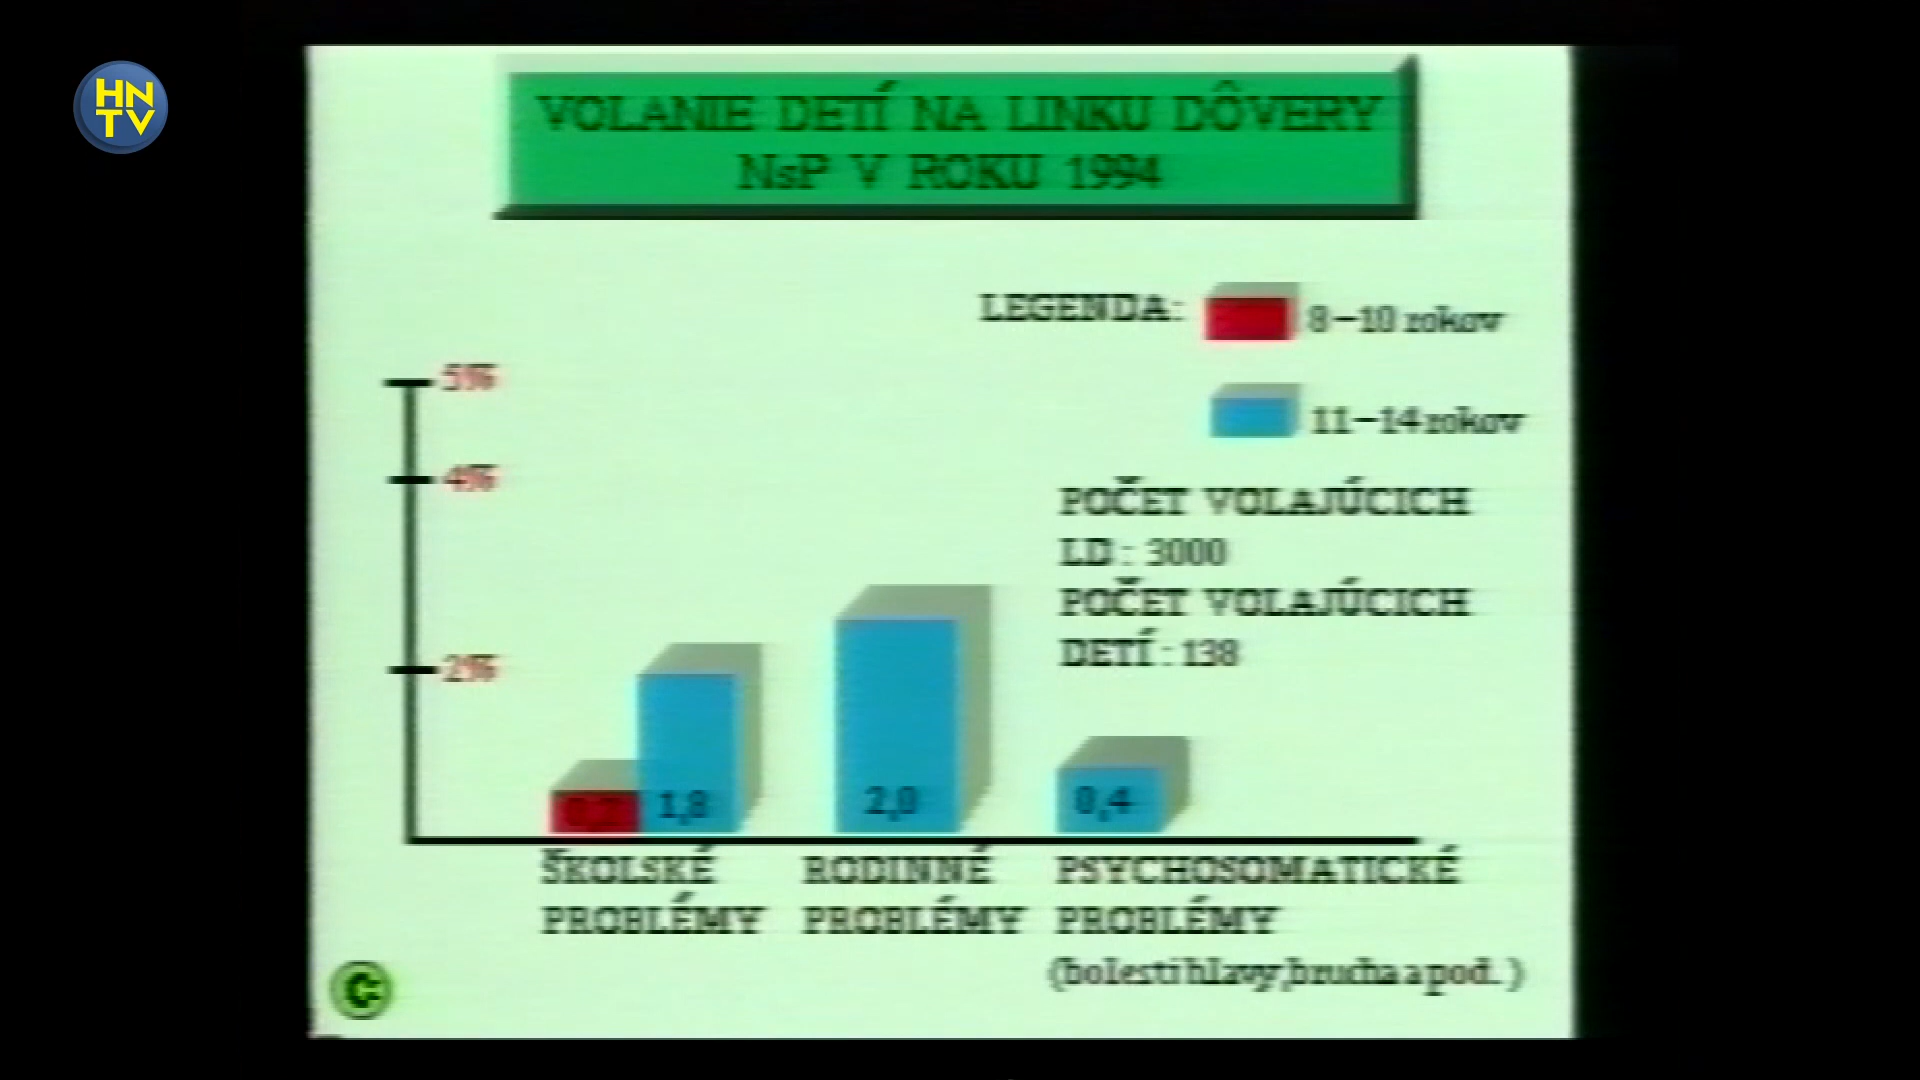 HN
TV
VOLANIE DETÍ NA LINKU DÔVERY
NsP V ROKU 1994
LEGENDA:
8-10 rokov
11-14 rokov
5%
4%
2%
POČET VOLAJÚCICH
LD: 3000
POČET VOLAJÚCICH
DETÍ: 138
0,2
1,8
2,0
0,4
ŠKOLSKÉ
PROBLÉMY
RODINNÉ
PROBLÉMY
PSYCHOSOMATICKÉ
PROBLÉMY
(bolesti hlavy, brucha a pod.)